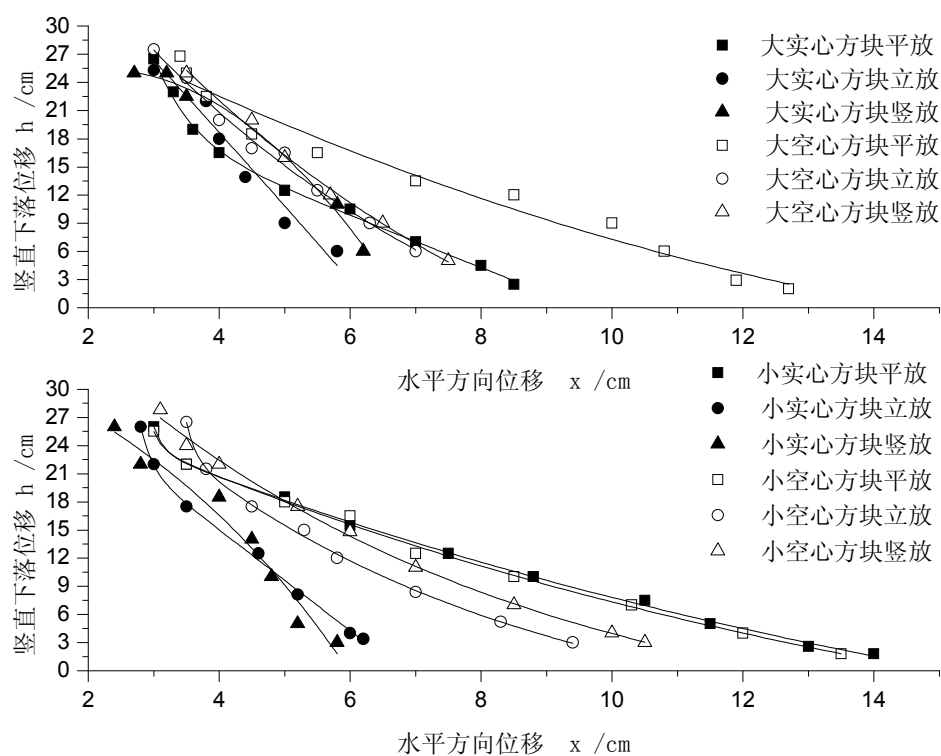 30
27
24
21
18
15
12
9
6
3
0
竖直下落位移 h /cm
大实心方块平放
大实心方块立放
大实心方块竖放
大空心方块平放
大空心方块立放
大空心方块竖放
2 4 6 8 10 12 14
水平方向位移 x /cm
30
27
24
21
18
15
12
9
6
3
0
竖直下落位移 h /cm
小实心方块平放
小实心方块立放
小实心方块竖放
小空心方块平放
小空心方块立放
小空心方块竖放
2 4 6 8 10 12 14
水平方向位移 x /cm